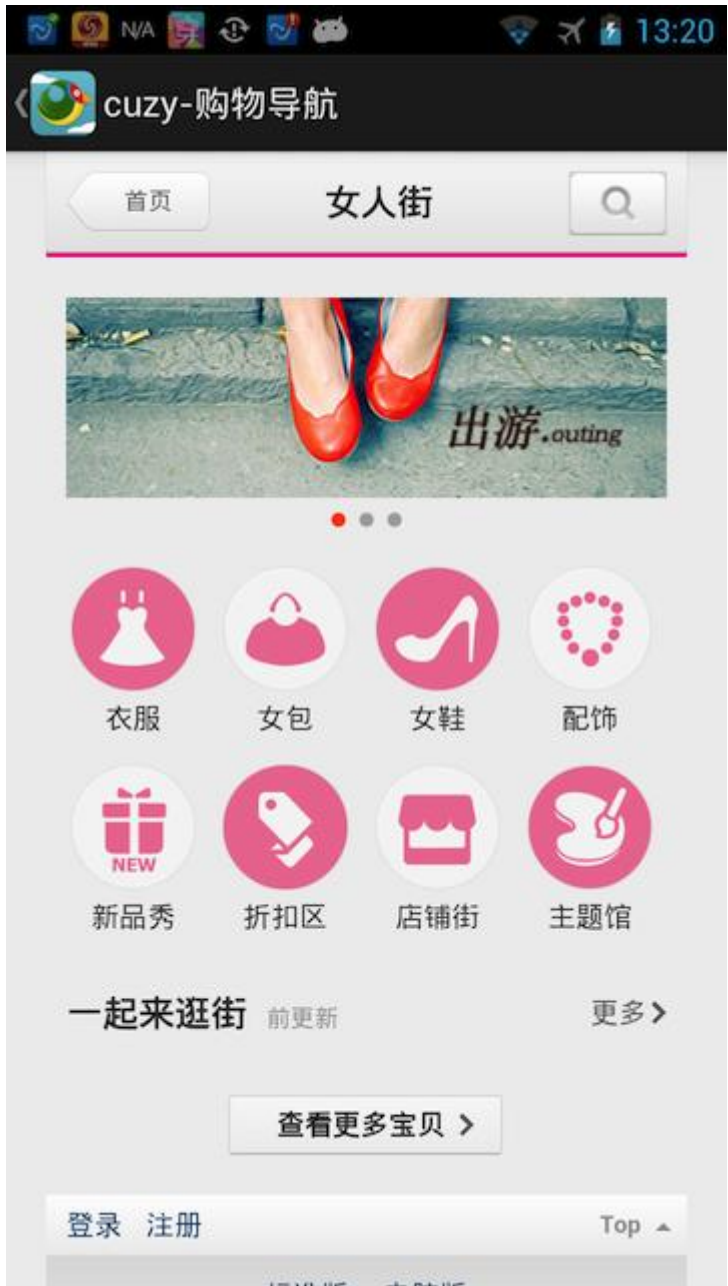 N/A 13:20
cuzy-购物导航
首页 女人街
出游.outing
衣服 女包 女鞋 配饰
NEW
新品秀 折扣区 店铺街 主题馆
一起来逛街 前更新 更多
查看更多宝贝
登录 注册 Top